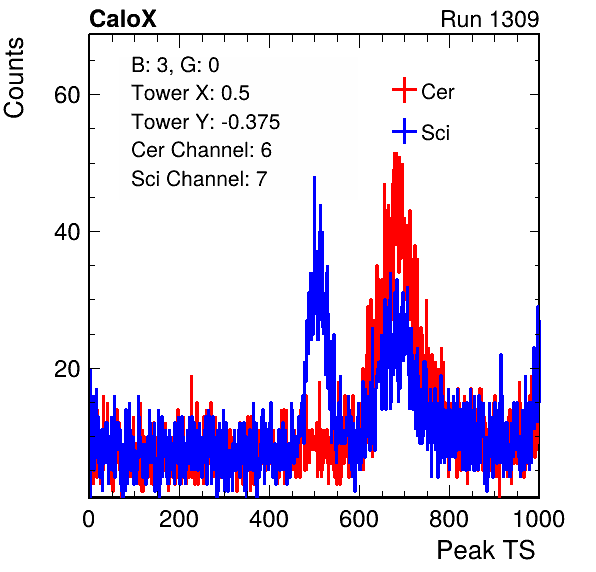 CaloX Run 1309
Counts
B: 3, G: 0
Tower X: 0.5
Tower Y: -0.375
Cer Channel: 6
Sci Channel: 7
Cer
Sci
60
40
20
0 200 400 600 800 1000
Peak TS